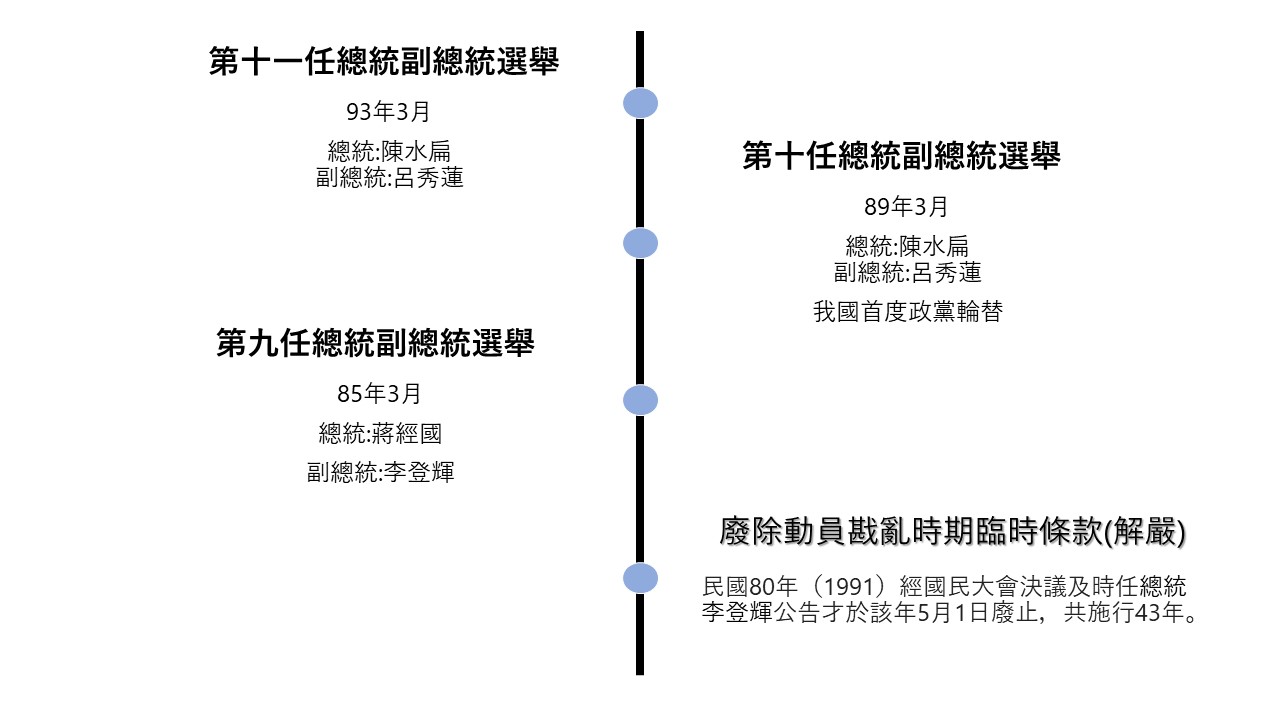 第十一任總統副總統選舉
93年3月
總統:陳水扁
副總統:呂秀蓮
第十任總統副總統選舉
89年3月
總統:陳水扁
副總統:呂秀蓮
我國首度政黨輪替
第九任總統副總統選舉
85年3月
總統:蔣經國
副總統:李登輝
廢除動員戡亂時期臨時條款(解嚴)
民國80年（1991）經國民大會決議及時任總統
李登輝公告才於該年5月1日廢止，共施行43年。